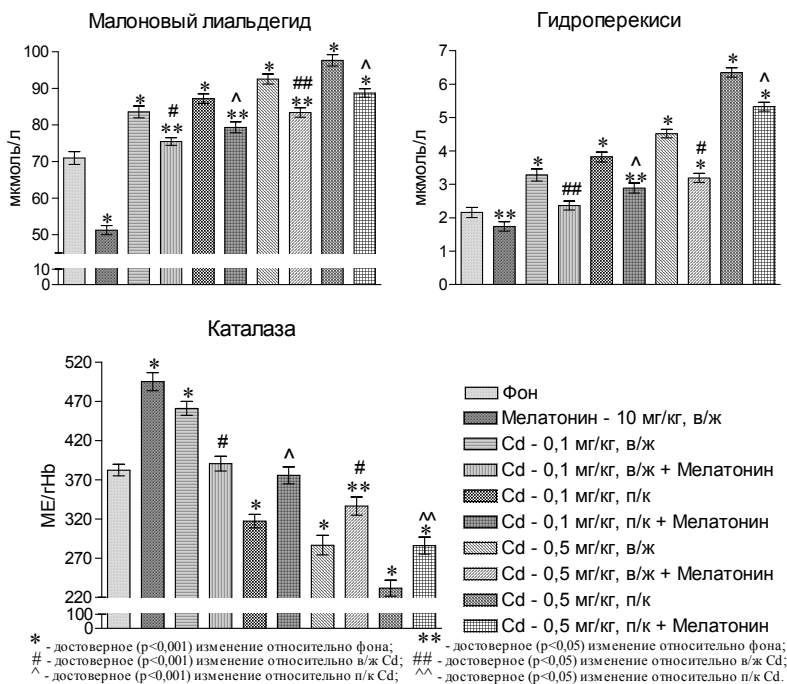 Малоновый лиальдегид
Гидроперекиси
мкмоль/л
100
90
80
70
60
50
10
0
* * # ** * ^ ** * ## ** * ^ *
мкмоль/л
7
6
5
4
3
2
1
0
** * ## * ^ ** * # * * ^ *
Каталаза
МЕ/гНb
520
470
420
370
320
270
220
100
0
* * # * ^ * # ** * ^^ *
Фон
Мелатонин - 10 мг/кг, в/ж
Cd - 0,1 мг/кг, в/ж
Cd - 0,1 мг/кг, в/ж + Мелатонин
Cd - 0,1 мг/кг, п/к
Cd - 0,1 мг/кг, п/к + Мелатонин
Cd - 0,5 мг/кг, в/ж
Cd - 0,5 мг/кг, в/ж + Мелатонин
Cd - 0,5 мг/кг, п/к
Cd - 0,5 мг/кг, п/к + Мелатонин
* - достоверное (р<0,001) изменение относительно фона; ** - достоверное (р<0,05) изменение относительно фона;
# - достоверное (р<0,001) изменение относительно в/ж Cd; ## - достоверное (р<0,05) изменение относительно в/ж Cd;
^ - достоверное (р<0,001) изменение относительно п/к Cd; ^^ - достоверное (р<0,05) изменение относительно п/к Cd.